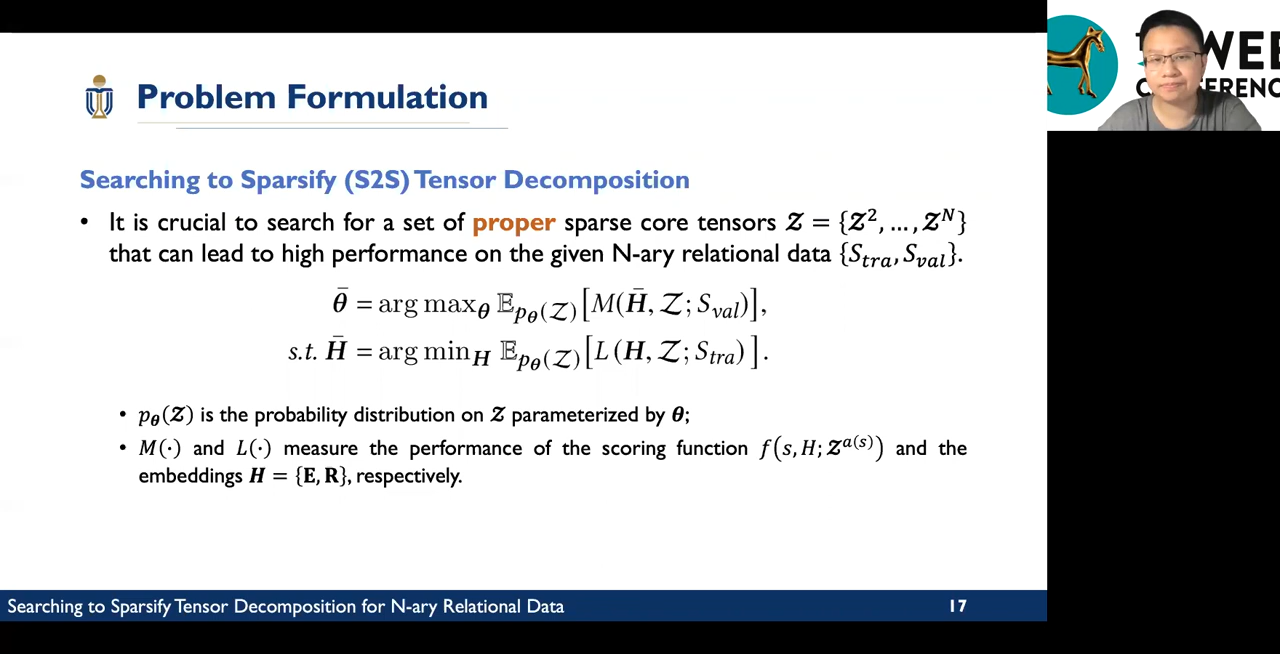 Problem Formulation
Searching to Sparsify (S2S) Tensor Decomposition
• It is crucial to search for a set of proper sparse core tensors 𝓩 = {𝓩², ..., 𝓩ᴺ}
that can lead to high performance on the given N-ary relational data {S_tra, S_val}.
θ̄ = arg max_θ 𝔼_{p_θ(𝓩)}[M(H̄, 𝓩; S_val)],
s.t. H̄ = arg min_H 𝔼_{p_θ(𝓩)}[L(H, 𝓩; S_tra)].
• p_θ(𝓩) is the probability distribution on 𝓩 parameterized by θ;
• M(·) and L(·) measure the performance of the scoring function f(s, H; 𝓩^{a(s)}) and the
embeddings H = {E, R}, respectively.
Searching to Sparsify Tensor Decomposition for N-ary Relational Data
17